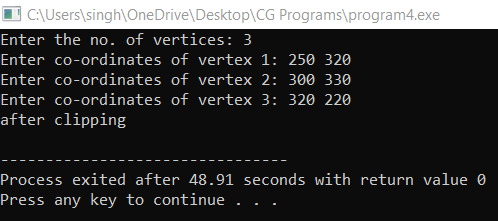 C:\Users\singh\OneDrive\Desktop\CG Programs\program4.exe
Enter the no. of vertices: 3
Enter co-ordinates of vertex 1: 250 320
Enter co-ordinates of vertex 2: 300 330
Enter co-ordinates of vertex 3: 320 220
after clipping
--------------------------------
Process exited after 48.91 seconds with return value 0
Press any key to continue . . .